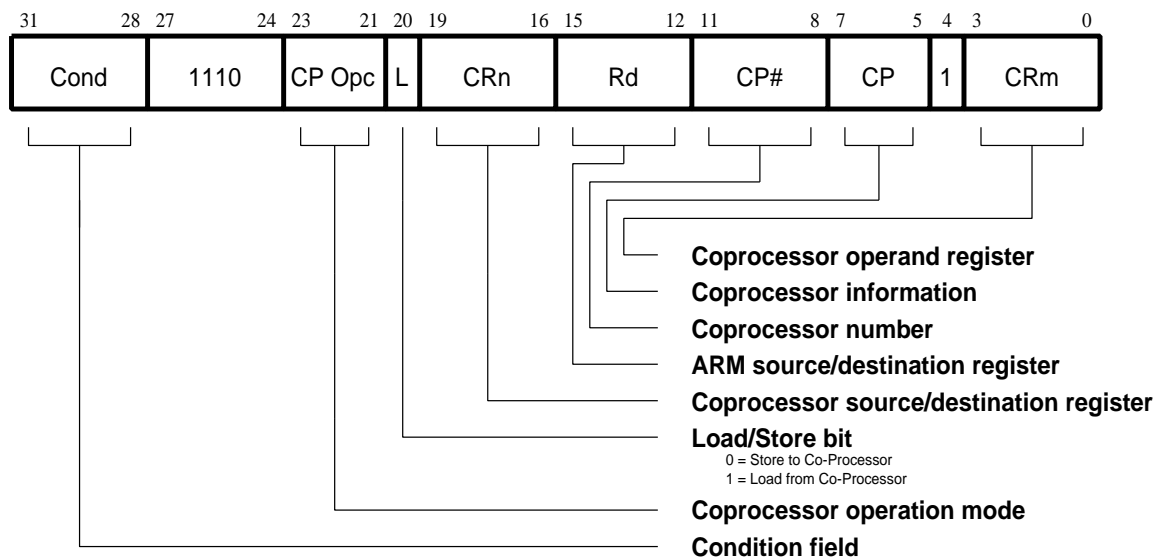 31 28 27 24 23 21 20 19 16 15 12 11 8 7 5 4 3 0
Cond 1110 CP Opc L CRn Rd CP# CP 1 CRm
Coprocessor operand register
Coprocessor information
Coprocessor number
ARM source/destination register
Coprocessor source/destination register
Load/Store bit
0 = Store to Co-Processor
1 = Load from Co-Processor
Coprocessor operation mode
Condition field